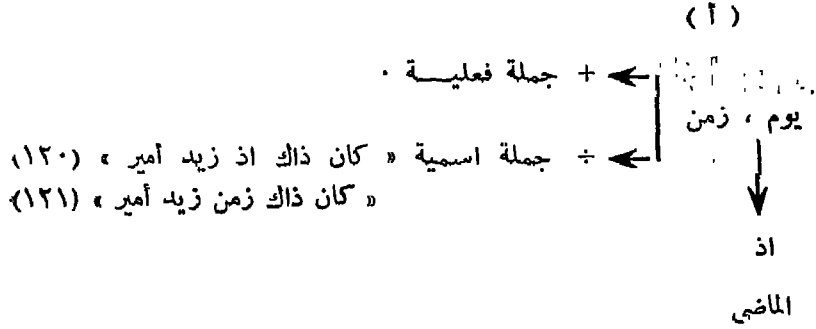 ( أ )
+ جملة فعليــــة .
يوم ، زمن
÷ جملة اسمية « كان ذاك اذ زيد أمير » (١٢٠)
« كان ذاك زمن زيد أمير » (١٢١)
اذ
الماضي